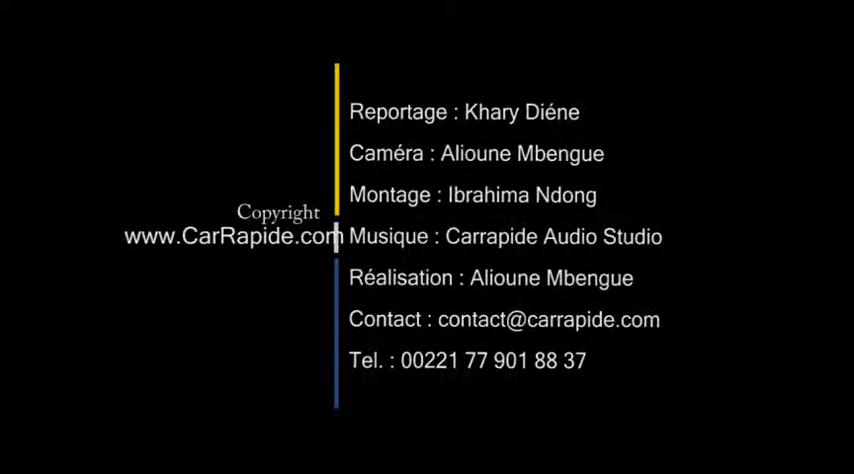 Copyright
www.CarRapide.com
Reportage : Khary Diéne
Caméra : Alioune Mbengue
Montage : Ibrahima Ndong
Musique : Carrapide Audio Studio
Réalisation : Alioune Mbengue
Contact : contact@carrapide.com
Tel. : 00221 77 901 88 37